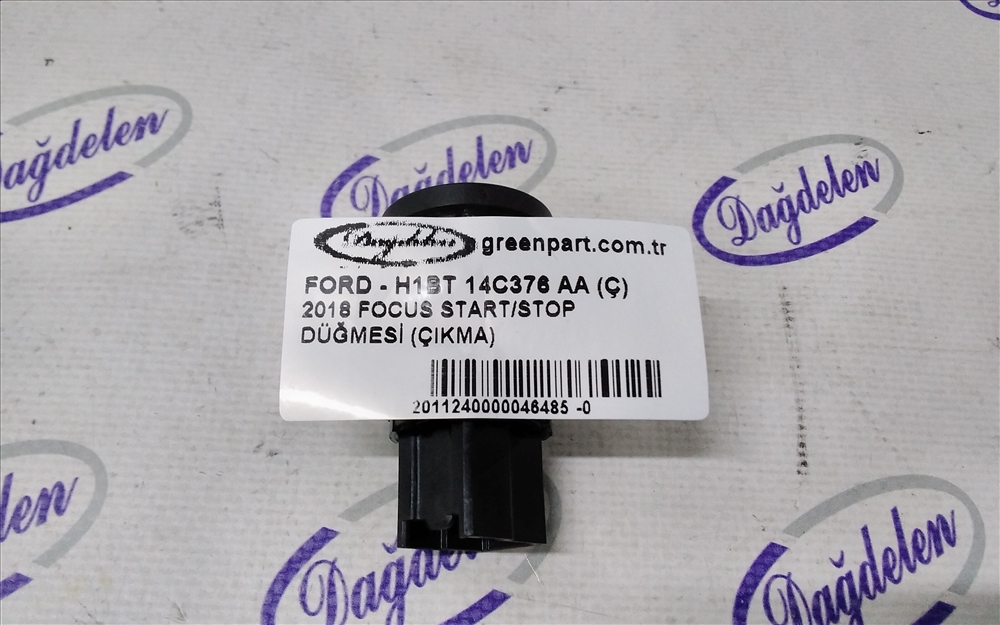 Dağdelen
Dağdelen
Dağdelen
Dağdelen greenpart.com.tr
FORD - H1BT 14C376 AA (Ç)
2018 FOCUS START/STOP
DÜĞMESİ (ÇIKMA)
2011240000046485 -0
Dağdelen
Dağdelen